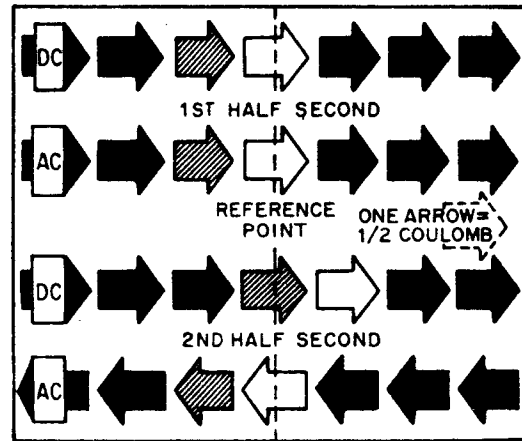 DC
1ST HALF SECOND
AC
REFERENCE
POINT
ONE ARROW=
1/2 COULOMB
DC
2ND HALF SECOND
AC